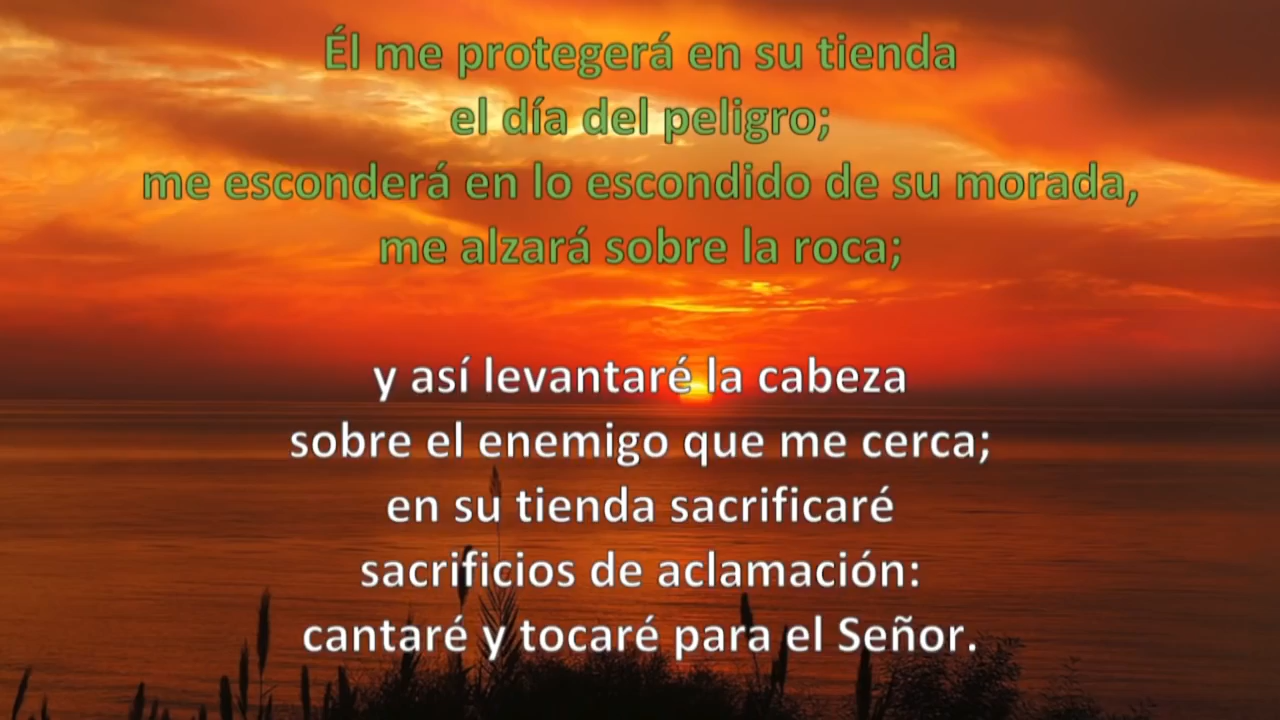 Él me protegerá en su tienda
el día del peligro;
me esconderá en lo escondido de su morada,
me alzará sobre la roca;
y así levantaré la cabeza
sobre el enemigo que me cerca;
en su tienda sacrificaré
sacrificios de aclamación:
cantaré y tocaré para el Señor.